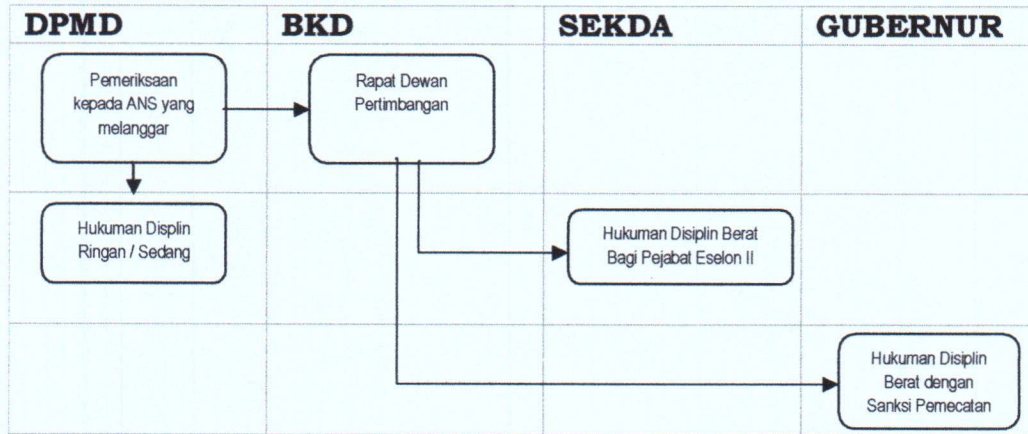 DPMD BKD SEKDA GUBERNUR
Pemeriksaan
kepada ANS yang
melanggar
Rapat Dewan
Pertimbangan
Hukuman Displin
Ringan / Sedang
Hukuman Disiplin Berat
Bagi Pejabat Eselon II
Hukuman Disiplin
Berat dengan
Sanksi Pemecatan